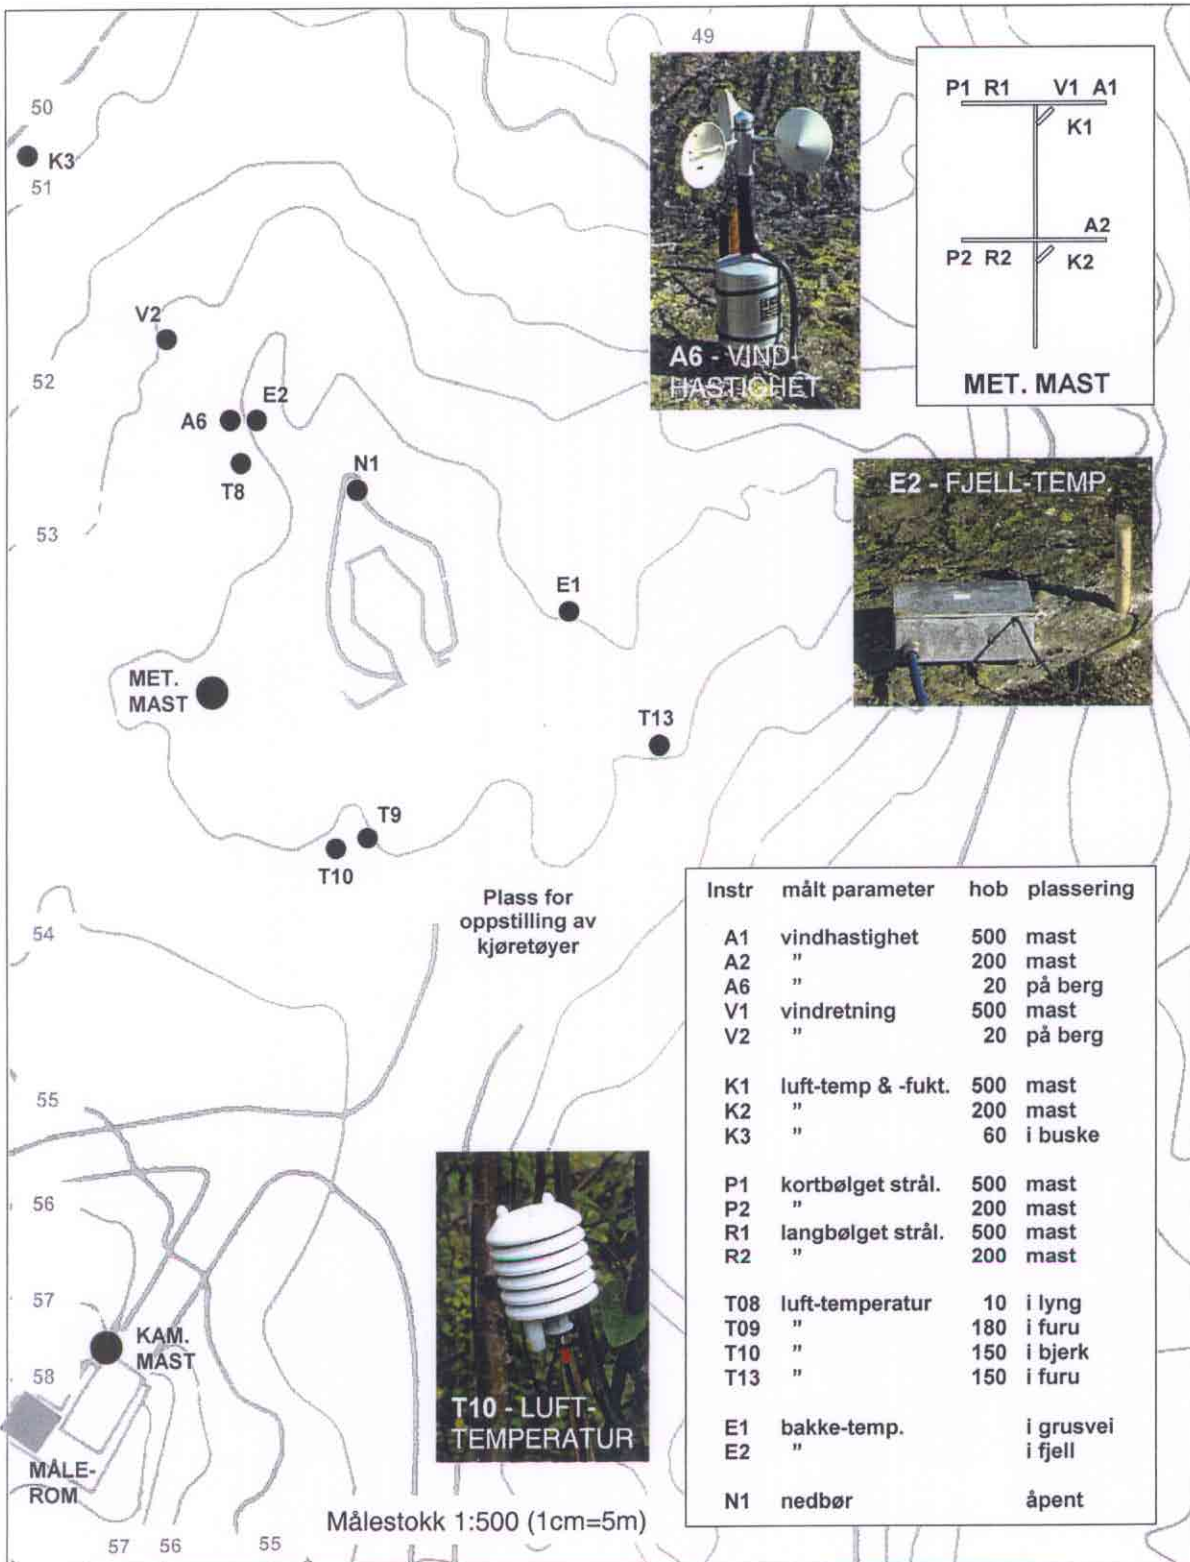 49
50
K3
51
V2
52
A6
E2
T8
N1
53
E1
MET.
MAST
T13
T9
T10
Plass for
oppstilling av
kjøretøyer
54
55
56
57
KAM.
MAST
58
MÅLE-
ROM
57 56 55
Målestokk 1:500 (1cm=5m)
A6 - VIND-
HASTIGHET
P1 R1 V1 A1
K1
A2
P2 R2 K2
MET. MAST
E2 - FJELL-TEMP.
T10 - LUFT-
TEMPERATUR
Instr målt parameter hob plassering
A1 vindhastighet 500 mast
A2 " 200 mast
A6 " 20 på berg
V1 vindretning 500 mast
V2 " 20 på berg
K1 luft-temp & -fukt. 500 mast
K2 " 200 mast
K3 " 60 i buske
P1 kortbølget strål. 500 mast
P2 " 200 mast
R1 langbølget strål. 500 mast
R2 " 200 mast
T08 luft-temperatur 10 i lyng
T09 " 180 i furu
T10 " 150 i bjerk
T13 " 150 i furu
E1 bakke-temp. i grusvei
E2 " i fjell
N1 nedbør åpent